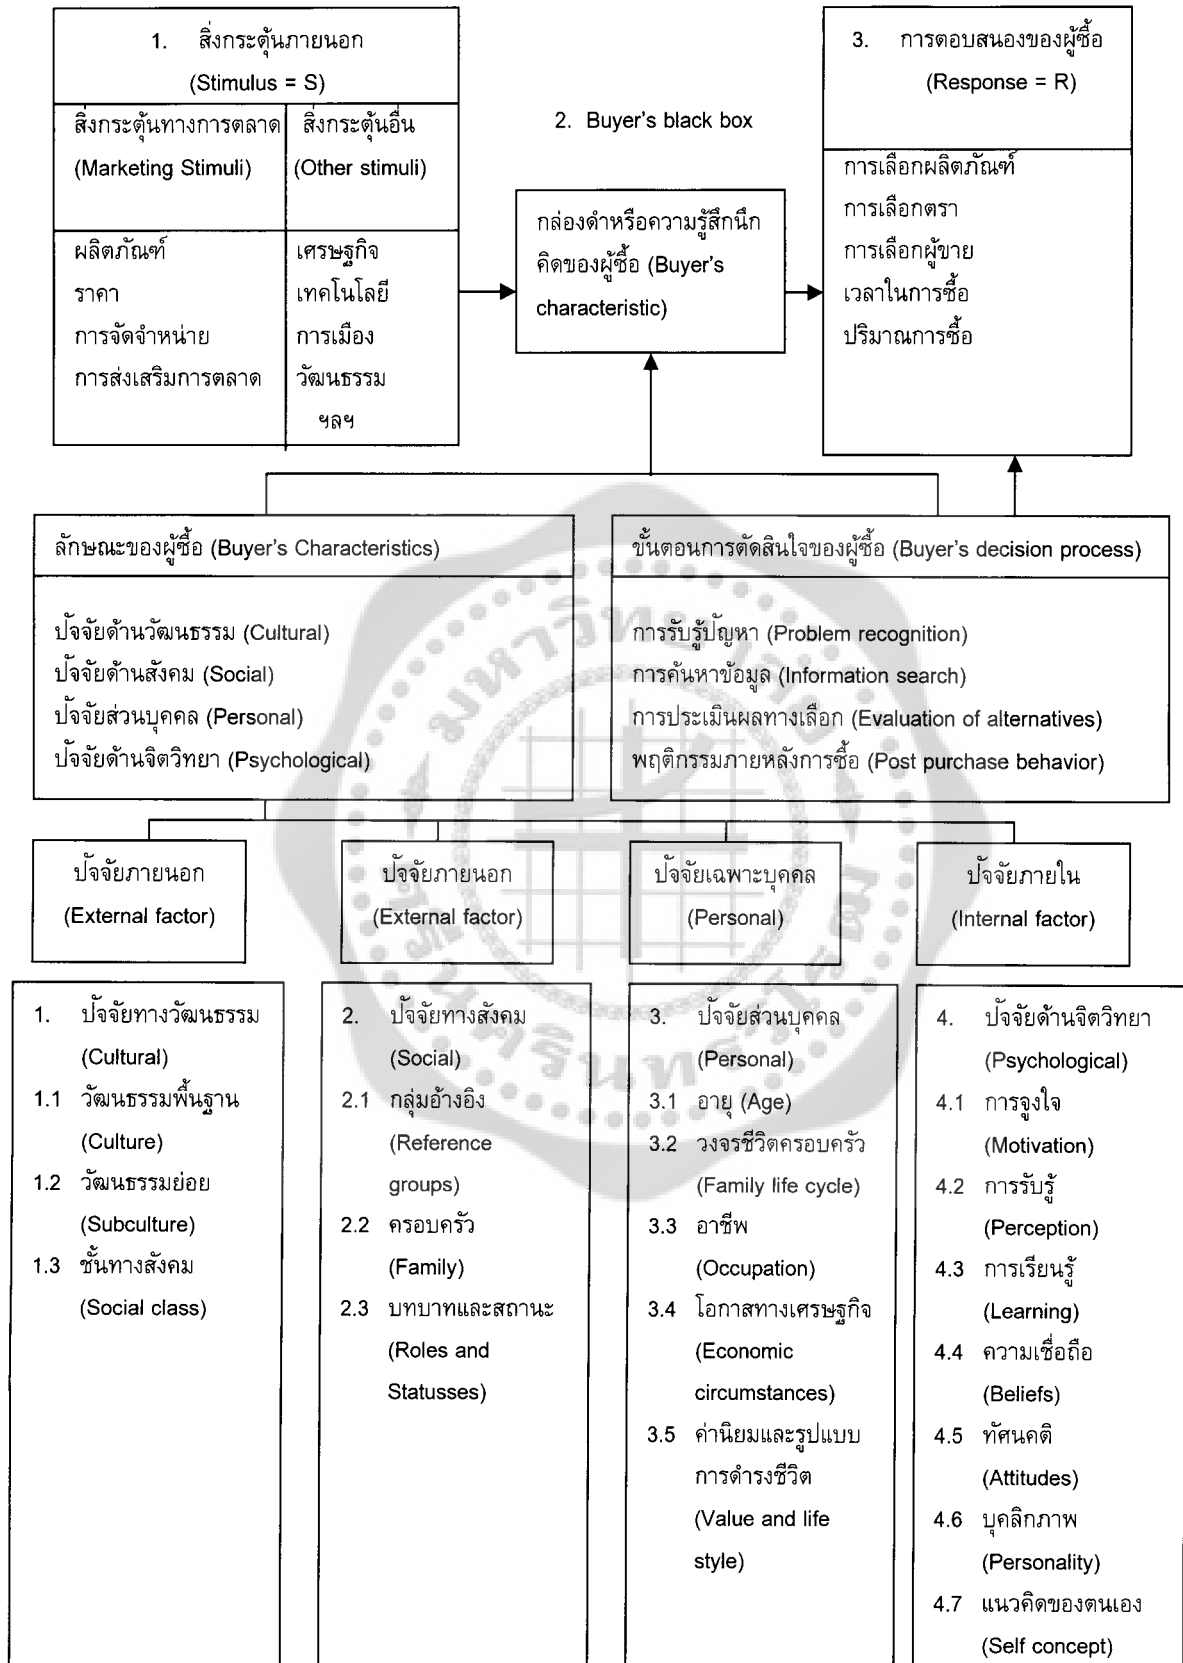 1. สิ่งกระตุ้นภายนอก
(Stimulus = S)
สิ่งกระตุ้นทางการตลาด
(Marketing Stimuli)
สิ่งกระตุ้นอื่น
(Other stimuli)
ผลิตภัณฑ์
ราคา
การจัดจำหน่าย
การส่งเสริมการตลาด
เศรษฐกิจ
เทคโนโลยี
การเมือง
วัฒนธรรม
ฯลฯ
2. Buyer's black box
กล่องดำหรือความรู้สึกนึก
คิดของผู้ซื้อ (Buyer's
characteristic)
3. การตอบสนองของผู้ซื้อ
(Response = R)
การเลือกผลิตภัณฑ์
การเลือกตรา
การเลือกผู้ขาย
เวลาในการซื้อ
ปริมาณการซื้อ
ลักษณะของผู้ซื้อ (Buyer's Characteristics)
ปัจจัยด้านวัฒนธรรม (Cultural)
ปัจจัยด้านสังคม (Social)
ปัจจัยส่วนบุคคล (Personal)
ปัจจัยด้านจิตวิทยา (Psychological)
ขั้นตอนการตัดสินใจของผู้ซื้อ (Buyer's decision process)
การรับรู้ปัญหา (Problem recognition)
การค้นหาข้อมูล (Information search)
การประเมินผลทางเลือก (Evaluation of alternatives)
พฤติกรรมภายหลังการซื้อ (Post purchase behavior)
ปัจจัยภายนอก
(External factor)
ปัจจัยภายนอก
(External factor)
ปัจจัยเฉพาะบุคคล
(Personal)
ปัจจัยภายใน
(Internal factor)
1. ปัจจัยทางวัฒนธรรม
(Cultural)
1.1 วัฒนธรรมพื้นฐาน
(Culture)
1.2 วัฒนธรรมย่อย
(Subculture)
1.3 ชั้นทางสังคม
(Social class)
2. ปัจจัยทางสังคม
(Social)
2.1 กลุ่มอ้างอิง
(Reference
groups)
2.2 ครอบครัว
(Family)
2.3 บทบาทและสถานะ
(Roles and
Statusses)
3. ปัจจัยส่วนบุคคล
(Personal)
3.1 อายุ (Age)
3.2 วงจรชีวิตครอบครัว
(Family life cycle)
3.3 อาชีพ
(Occupation)
3.4 โอกาสทางเศรษฐกิจ
(Economic
circumstances)
3.5 ค่านิยมและรูปแบบ
การดำรงชีวิต
(Value and life
style)
4. ปัจจัยด้านจิตวิทยา
(Psychological)
4.1 การจูงใจ
(Motivation)
4.2 การรับรู้
(Perception)
4.3 การเรียนรู้
(Learning)
4.4 ความเชื่อถือ
(Beliefs)
4.5 ทัศนคติ
(Attitudes)
4.6 บุคลิกภาพ
(Personality)
4.7 แนวคิดของตนเอง
(Self concept)
มหาวิทยาลัย
ศรีนครินทรวิโรฒ